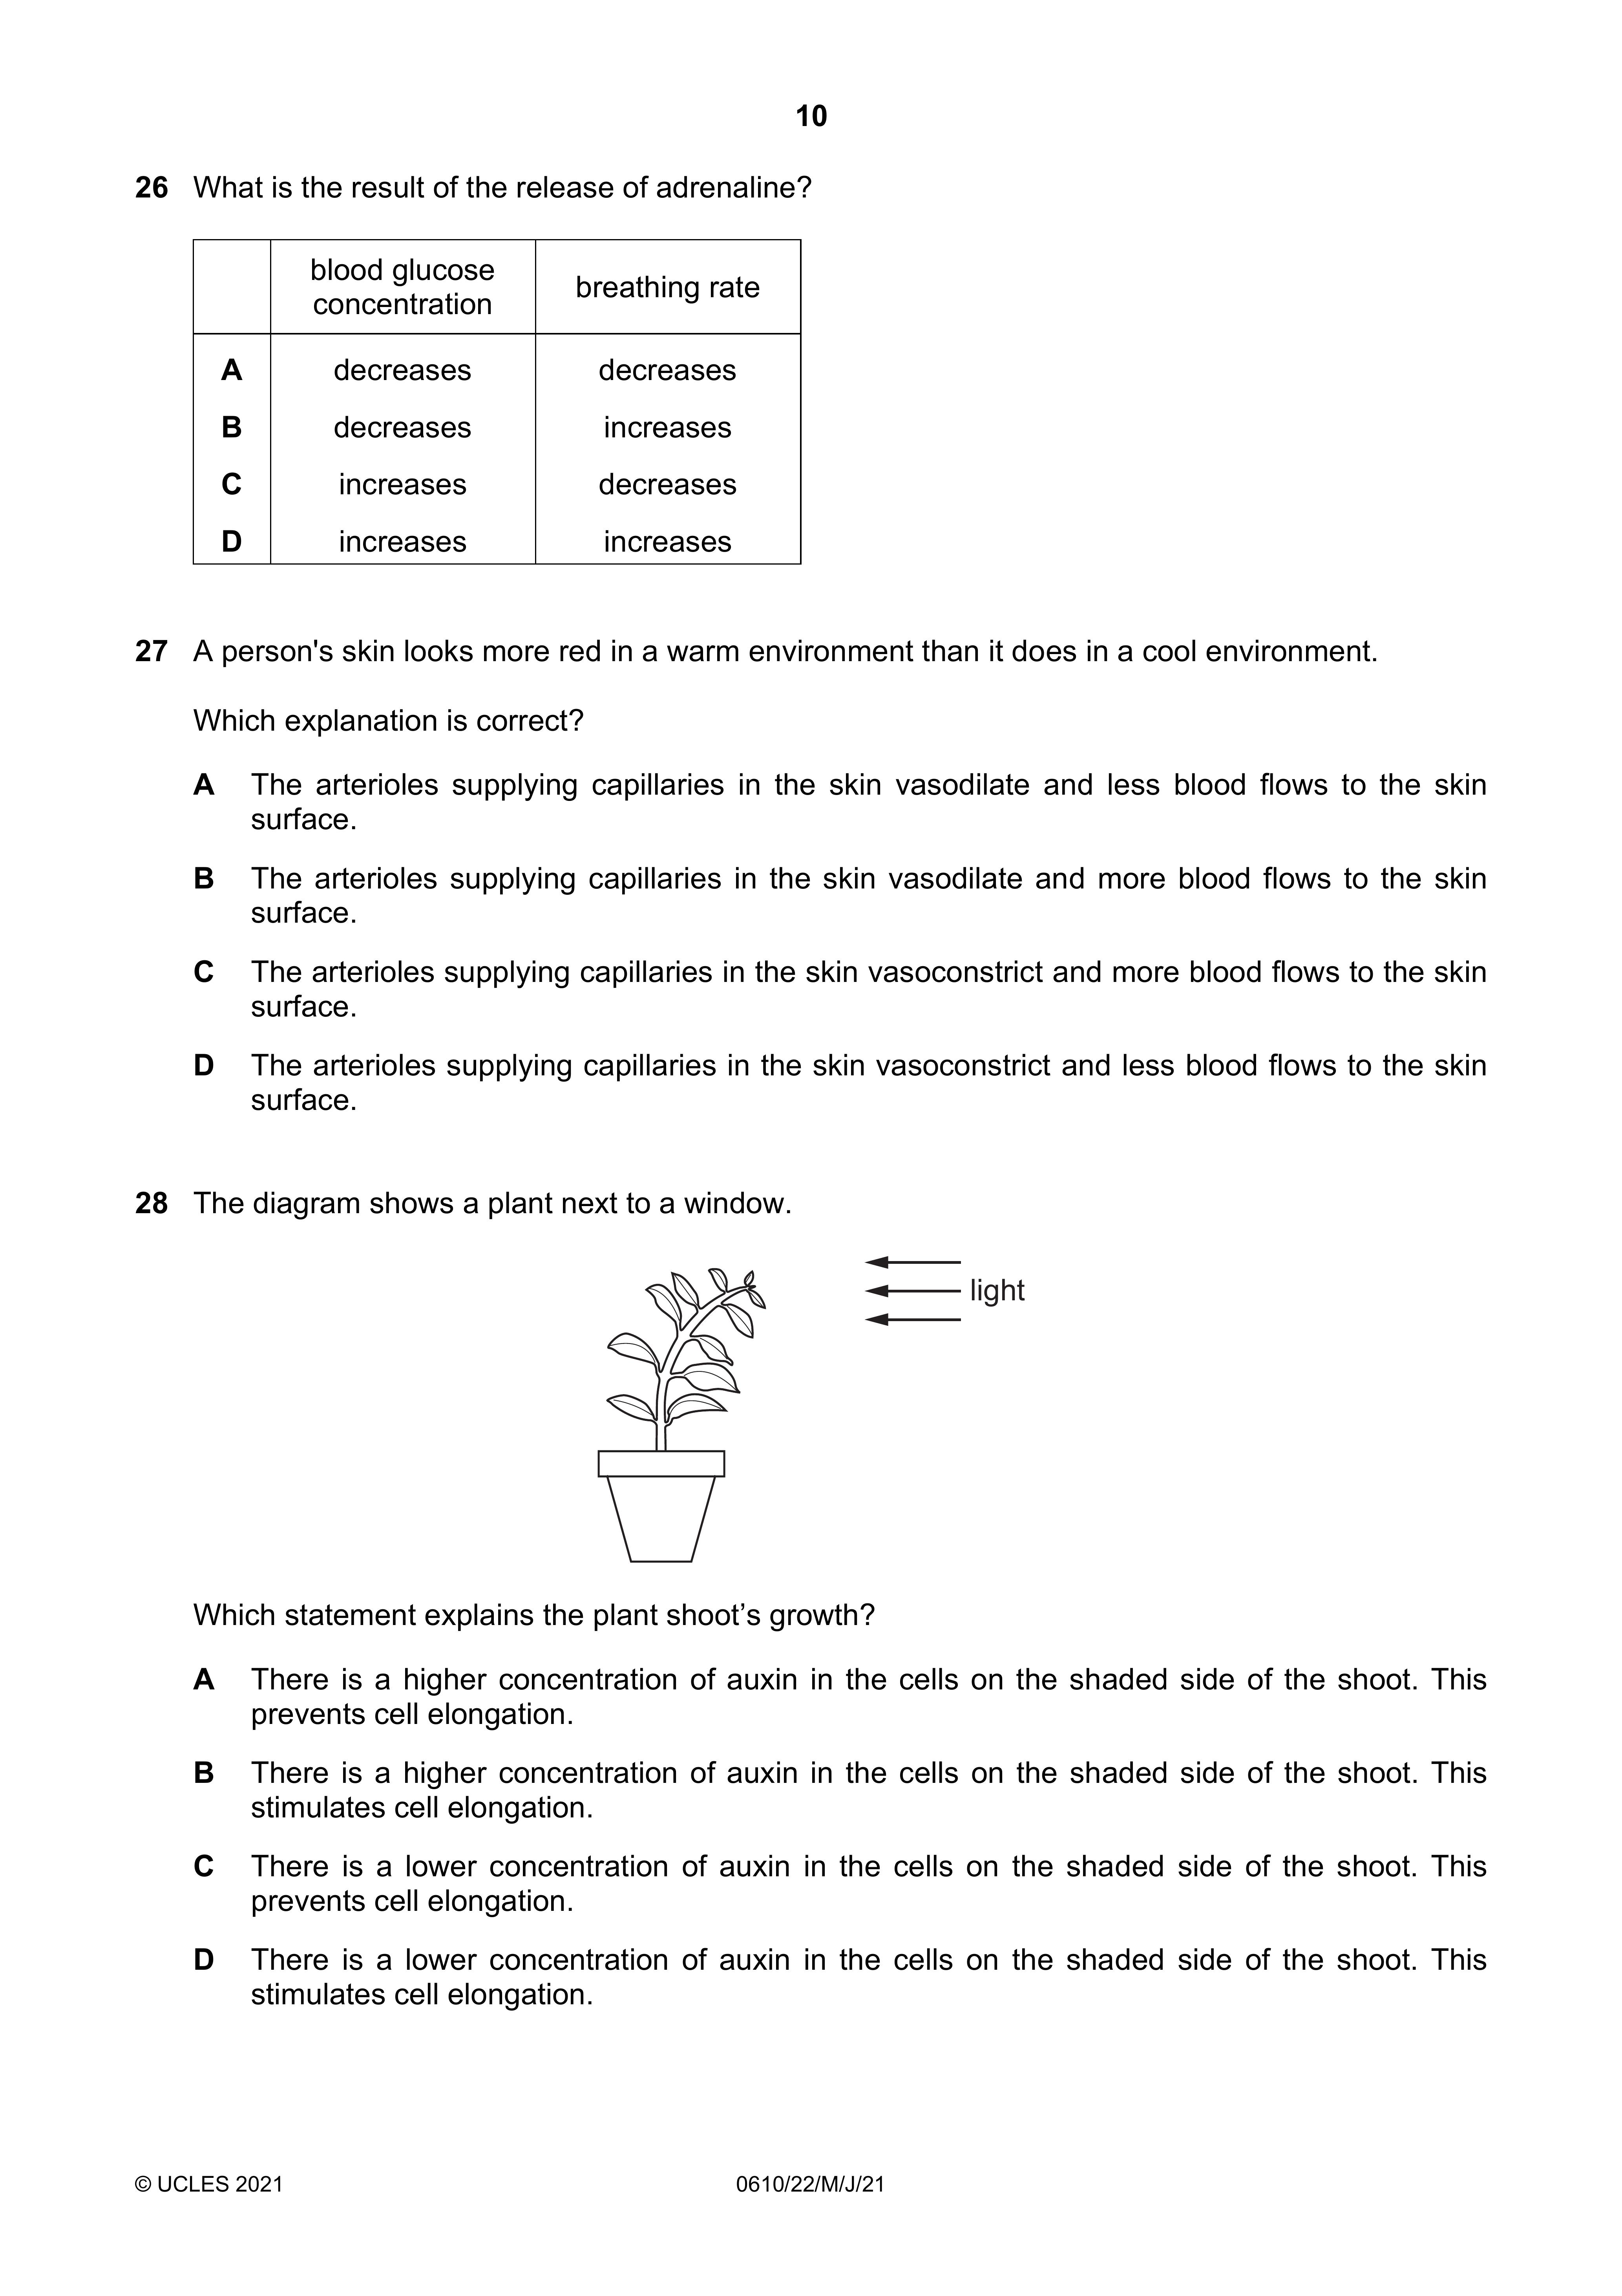 10
26 What is the result of the release of adrenaline?
blood glucose concentration breathing rate
A decreases decreases
B decreases increases
C increases decreases
D increases increases
27 A person's skin looks more red in a warm environment than it does in a cool environment.
Which explanation is correct?
A The arterioles supplying capillaries in the skin vasodilate and less blood flows to the skin
surface.
B The arterioles supplying capillaries in the skin vasodilate and more blood flows to the skin
surface.
C The arterioles supplying capillaries in the skin vasoconstrict and more blood flows to the skin
surface.
D The arterioles supplying capillaries in the skin vasoconstrict and less blood flows to the skin
surface.
28 The diagram shows a plant next to a window.
light
Which statement explains the plant shoot’s growth?
A There is a higher concentration of auxin in the cells on the shaded side of the shoot. This
prevents cell elongation.
B There is a higher concentration of auxin in the cells on the shaded side of the shoot. This
stimulates cell elongation.
C There is a lower concentration of auxin in the cells on the shaded side of the shoot. This
prevents cell elongation.
D There is a lower concentration of auxin in the cells on the shaded side of the shoot. This
stimulates cell elongation.
© UCLES 2021 0610/22/M/J/21